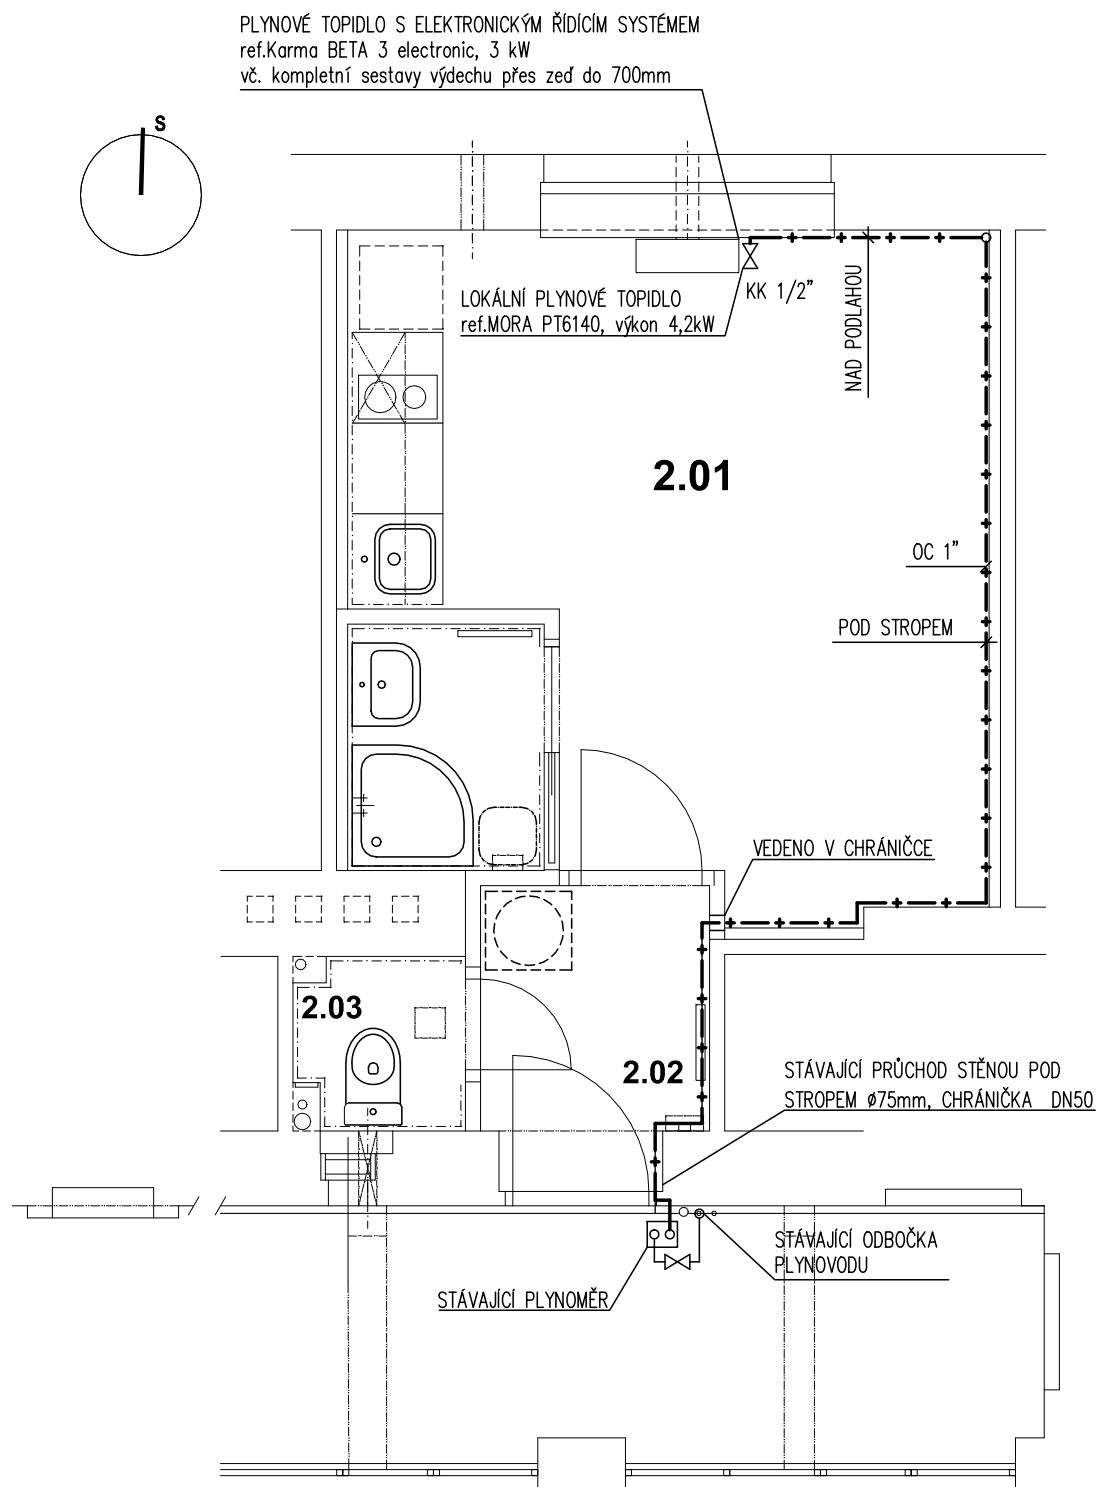 PLYNOVÉ TOPIDLO S ELEKTRONICKÝM ŘÍDÍCÍM SYSTÉMEM
ref.Karma BETA 3 electronic, 3 kW
vč. kompletní sestavy výdechu přes zeď do 700mm
S
LOKÁLNÍ PLYNOVÉ TOPIDLO
ref.MORA PT6140, výkon 4,2kW
KK 1/2”
NAD PODLAHOU
2.01
OC 1”
POD STROPEM
VEDENO V CHRÁNIČCE
2.03
2.02
STÁVAJÍCÍ PRŮCHOD STĚNOU POD
STROPEM ø75mm, CHRÁNIČKA DN50
STÁVAJÍCÍ ODBOČKA
PLYNOVODU
STÁVAJÍCÍ PLYNOMĚR